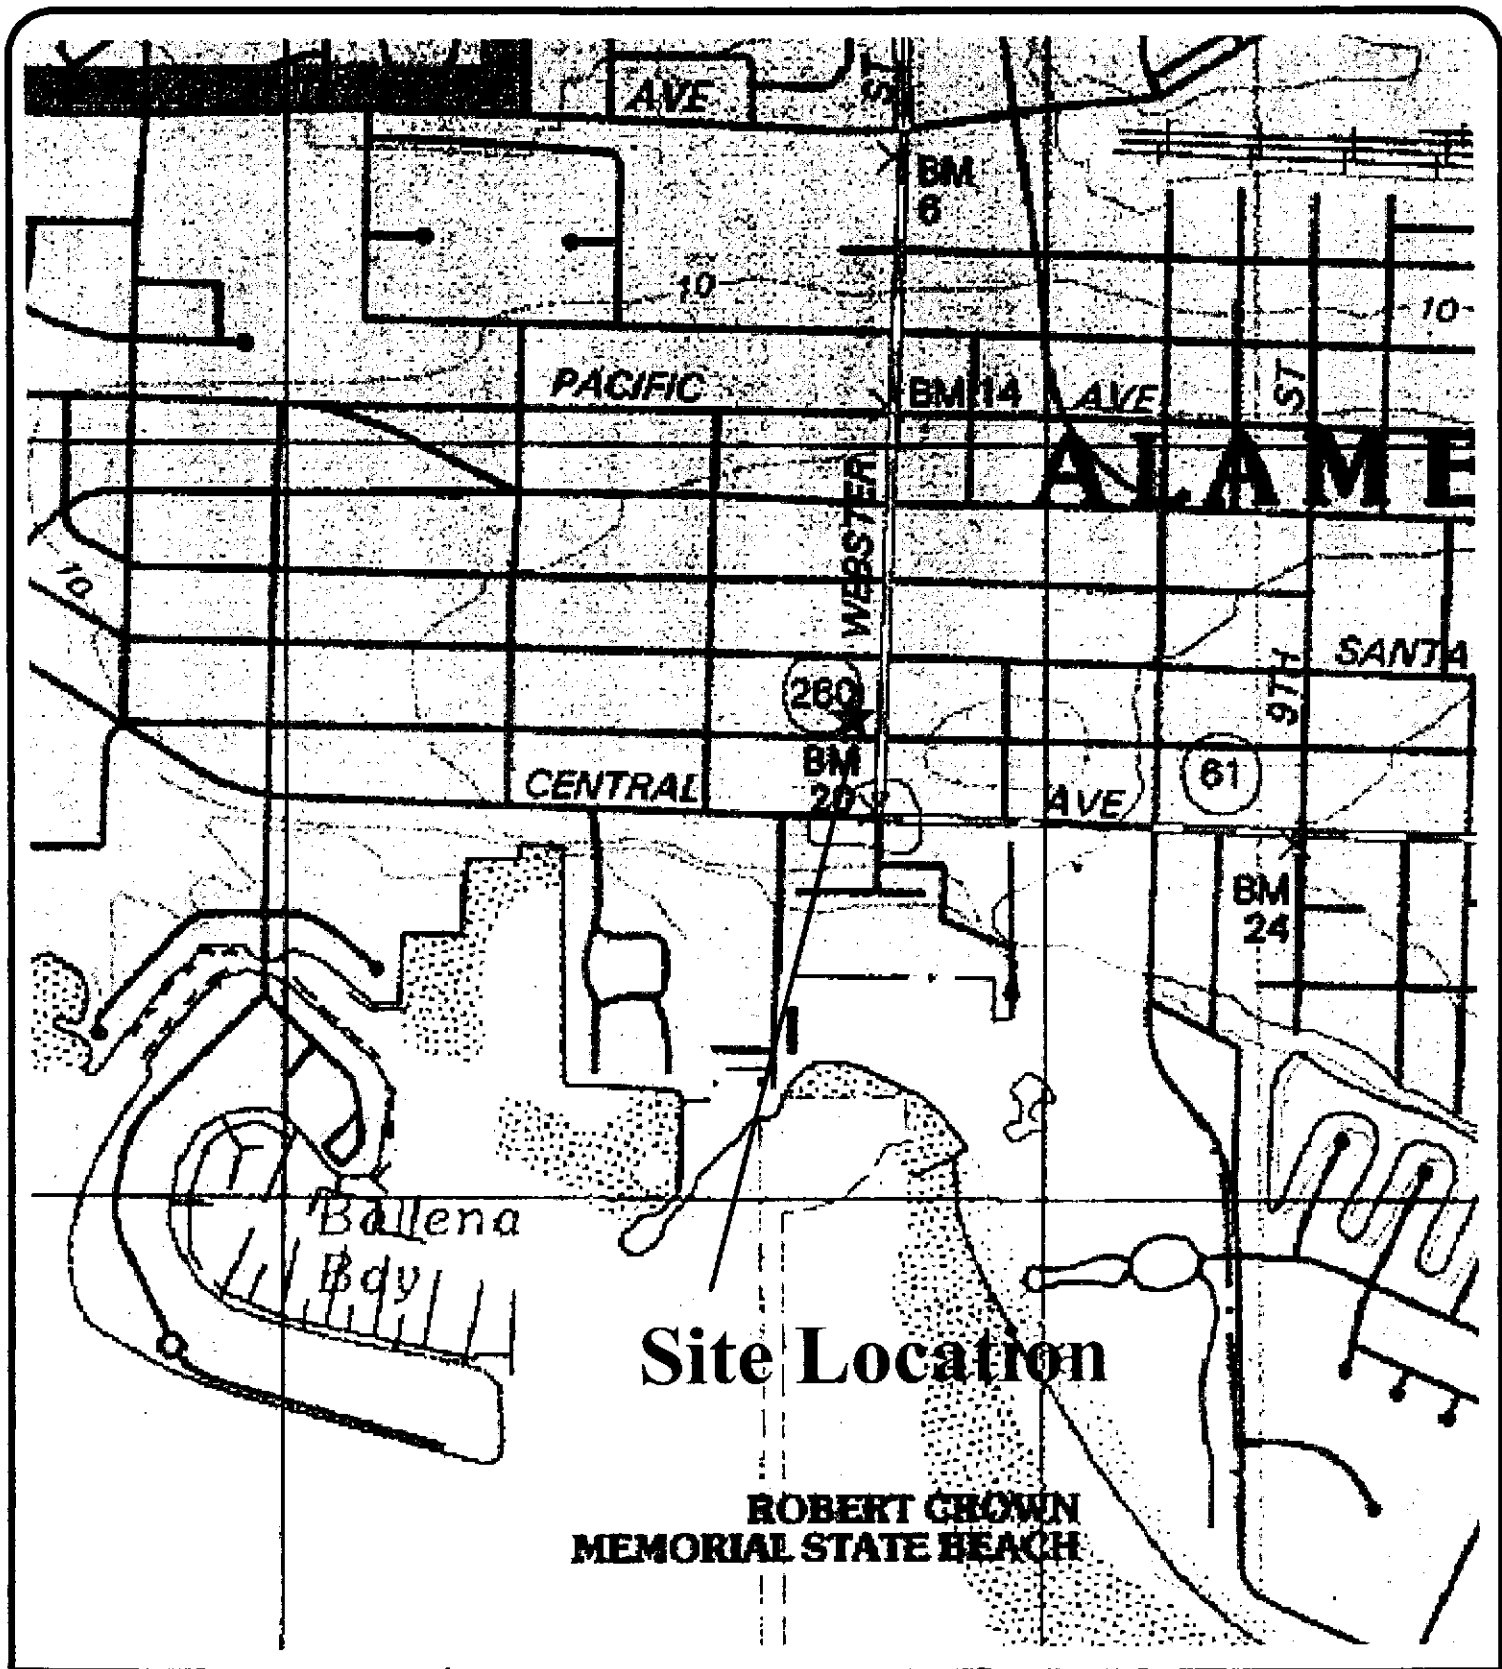 AVE
ST
BM
6
10
10
PACIFIC
BM 14
AVE
ST
ALAME
WEBSTER
10
SANTA
260
9TH
BM
20
61
CENTRAL
AVE
BM
24
Ballena
Bay
Site Location
ROBERT CROWN
MEMORIAL STATE BEACH